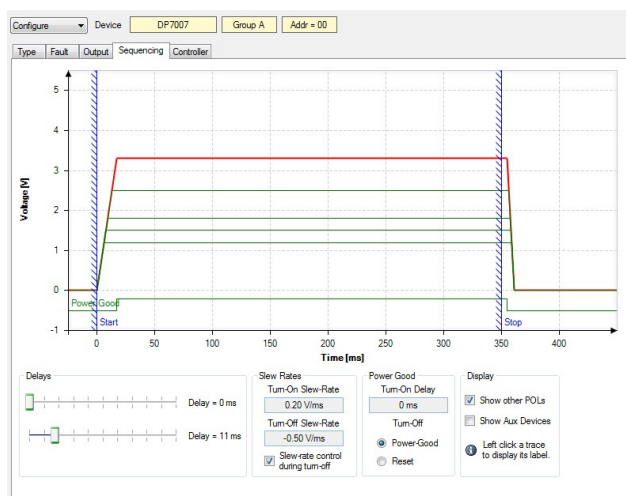 Configure Device DP7007 Group A Addr = 00
Type Fault Output Sequencing Controller
5
4
3
2
1
0
-1
Voltage [V]
Power Good
Start
Stop
0 50 100 150 200 250 300 350 400
Time [ms]
Delays
Delay = 0 ms
Delay = 11 ms
Slew Rates
Turn-On Slew-Rate
0.20 V/ms
Turn-Off Slew-Rate
-0.50 V/ms
Slew-rate control
during turn-off
Power Good
Turn-On Delay
0 ms
Turn-Off
Power-Good
Reset
Display
Show other POLs
Show Aux Devices
Left click a trace
to display its label.